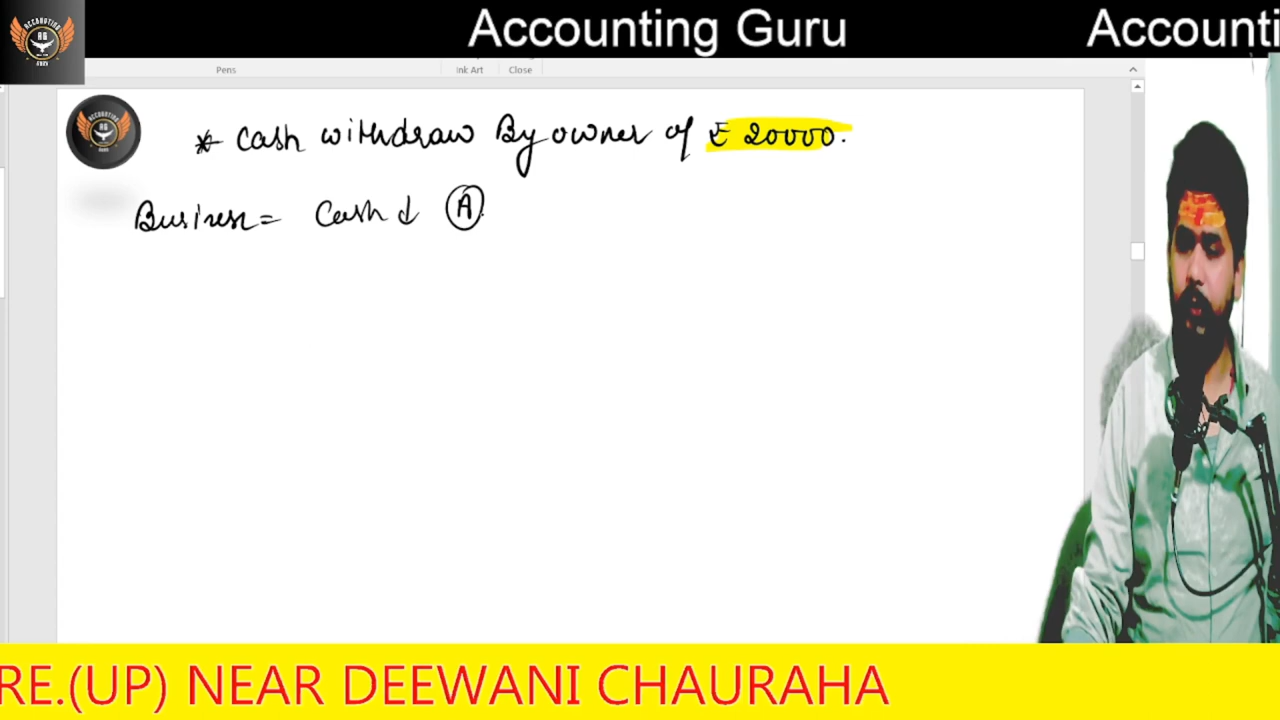 Accounting Guru
Accounti
Pens
Ink Art
Close
* Cash withdraw By owner of ₹ 20000.
Business = Cash ↓ (A).
RE.(UP) NEAR DEEWANI CHAURAHA